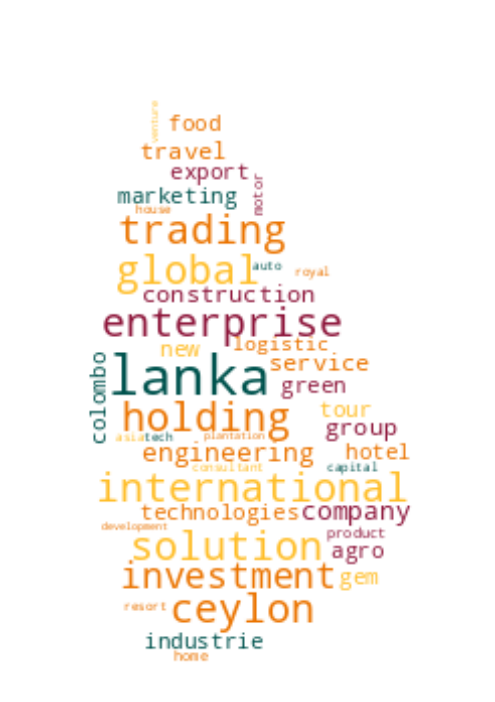 venture
food
travel
export
motor
marketing
house
trading
global
auto
royal
construction
enterprise
logistic
new
colombo
lanka
service
green
holding
tour
group
asia
tech
plantation
engineering
hotel
consultant
capital
international
technologies
company
development
product
solution
agro
investment
gem
resort
ceylon
industrie
home